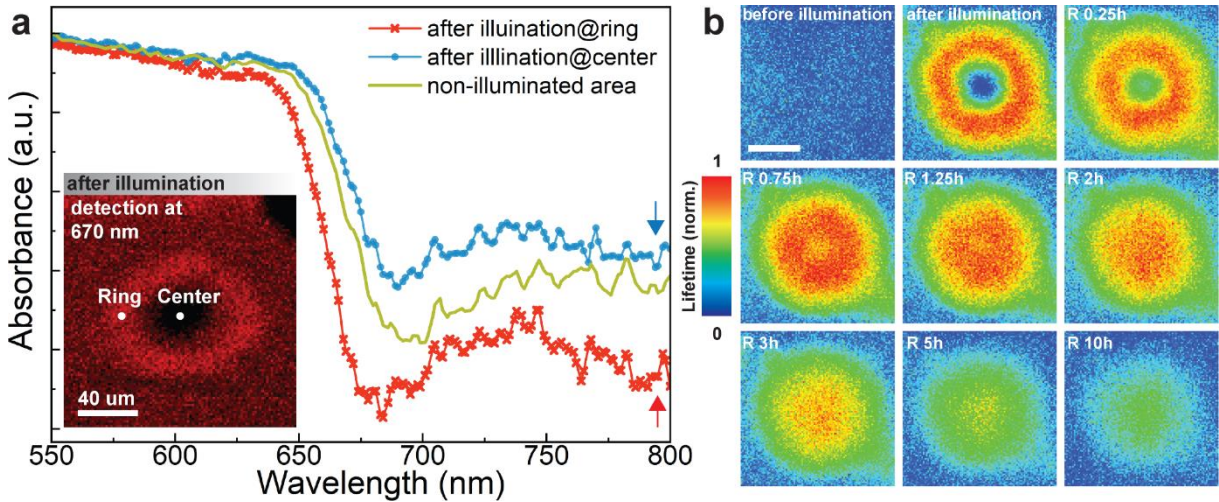 a
after illuination@ring
after illlination@center
non-illuminated area
Absorbance (a.u.)
after illumination
detection at
670 nm
Ring
Center
40 um
550
600
650
700
750
800
Wavelength (nm)
b
before illumination
after illumination
R 0.25h
1
Lifetime (norm.)
0
R 0.75h
R 1.25h
R 2h
R 3h
R 5h
R 10h